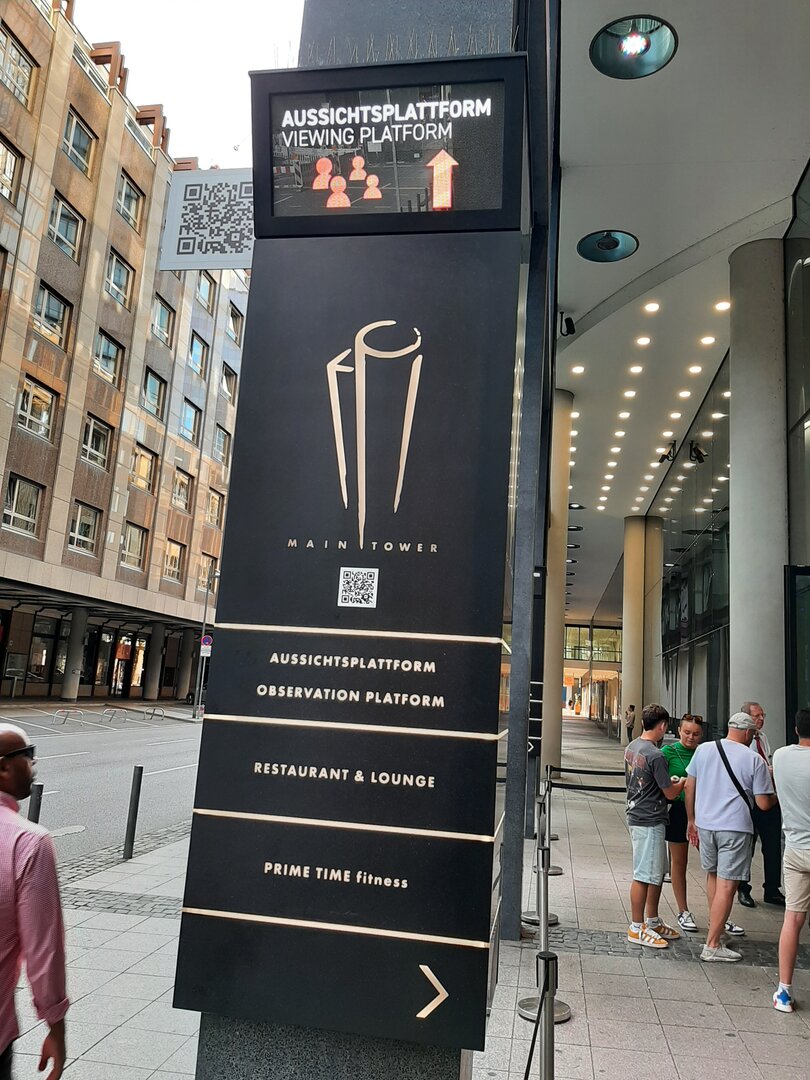 AUSSICHTSPLATTFORM
VIEWING PLATFORM
MAIN TOWER
AUSSICHTSPLATTFORM
OBSERVATION PLATFORM
RESTAURANT & LOUNGE
PRIME TIME fitness